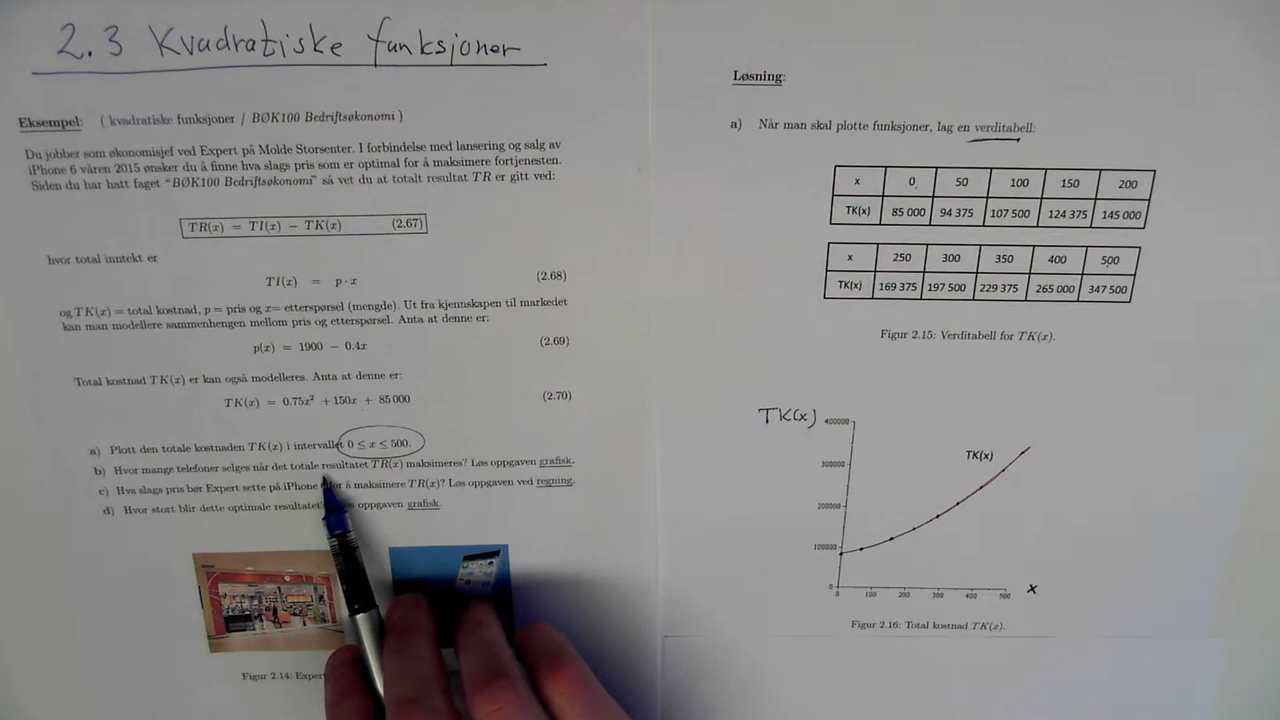 2.3 Kvadratiske funksjoner
Eksempel: ( kvadratiske funksjoner / BØK100 Bedriftsøkonomi )
Du jobber som økonomisjef ved Expert på Molde Storsenter. I forbindelse med lansering og salg av
iPhone 6 våren 2015 ønsker du å finne hva slags pris som er optimal for å maksimere fortjenesten.
Siden du har hatt faget "BØK100 Bedriftsøkonomi" så vet du at totalt resultat TR er gitt ved:
TR(x) = TI(x) − TK(x) (2.67)
hvor total inntekt er
TI(x) = p · x (2.68)
og TK(x) = total kostnad, p = pris og x= etterspørsel (mengde). Ut fra kjennskapen til markedet
kan man modellere sammenhengen mellom pris og etterspørsel. Anta at denne er:
p(x) = 1900 − 0.4x (2.69)
Total kostnad TK(x) er kan også modelleres. Anta at denne er:
TK(x) = 0.75x² + 150x + 85 000 (2.70)
a) Plott den totale kostnaden TK(x) i intervallet 0 ≤ x ≤ 500.
b) Hvor mange telefoner selges når det totale resultatet TR(x) maksimeres? Løs oppgaven grafisk.
c) Hva slags pris bør Expert sette på iPhone for å maksimere TR(x)? Løs oppgaven ved regning.
d) Hvor stort blir dette optimale resultatet? oppgaven grafisk.
Figur 2.14: Exper
Løsning:
a) Når man skal plotte funksjoner, lag en verditabell:
x 0 50 100 150 200
TK(x) 85 000 94 375 107 500 124 375 145 000
x 250 300 350 400 500
TK(x) 169 375 197 500 229 375 265 000 347 500
Figur 2.15: Verditabell for TK(x).
TK(x)
400000
300000
200000
100000
0
TK(x)
0 100 200 300 400 500
x
Figur 2.16: Total kostnad TK(x).